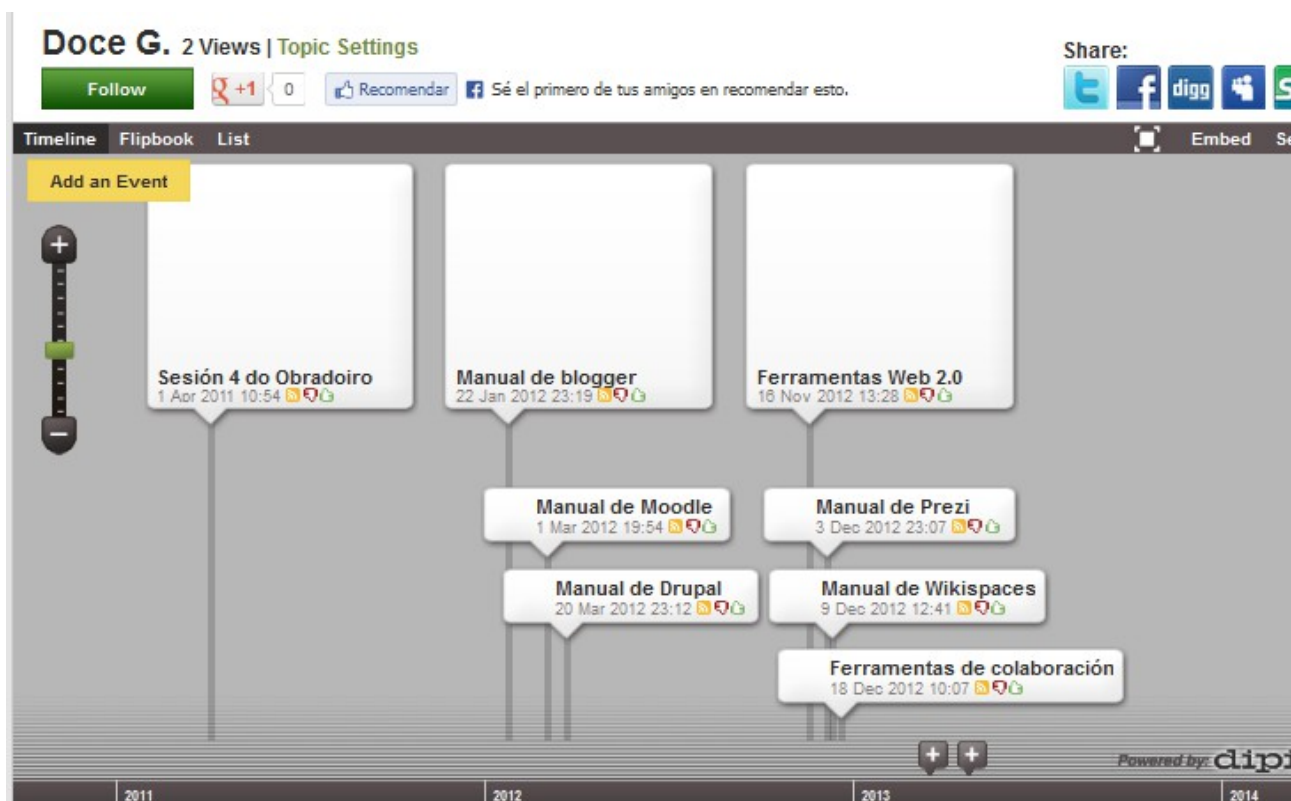 Doce G. 2 Views | Topic Settings
Share:
Follow
+1 0
Recomendar
Sé el primero de tus amigos en recomendar esto.
digg
Timeline Flipbook List
Embed
Add an Event
Sesión 4 do Obradoiro
1 Apr 2011 10:54
Manual de blogger
22 Jan 2012 23:19
Ferramentas Web 2.0
16 Nov 2012 13:28
Manual de Moodle
1 Mar 2012 19:54
Manual de Prezi
3 Dec 2012 23:07
Manual de Drupal
20 Mar 2012 23:12
Manual de Wikispaces
9 Dec 2012 12:41
Ferramentas de colaboración
18 Dec 2012 10:07
Powered by:
2011 2012 2013 2014